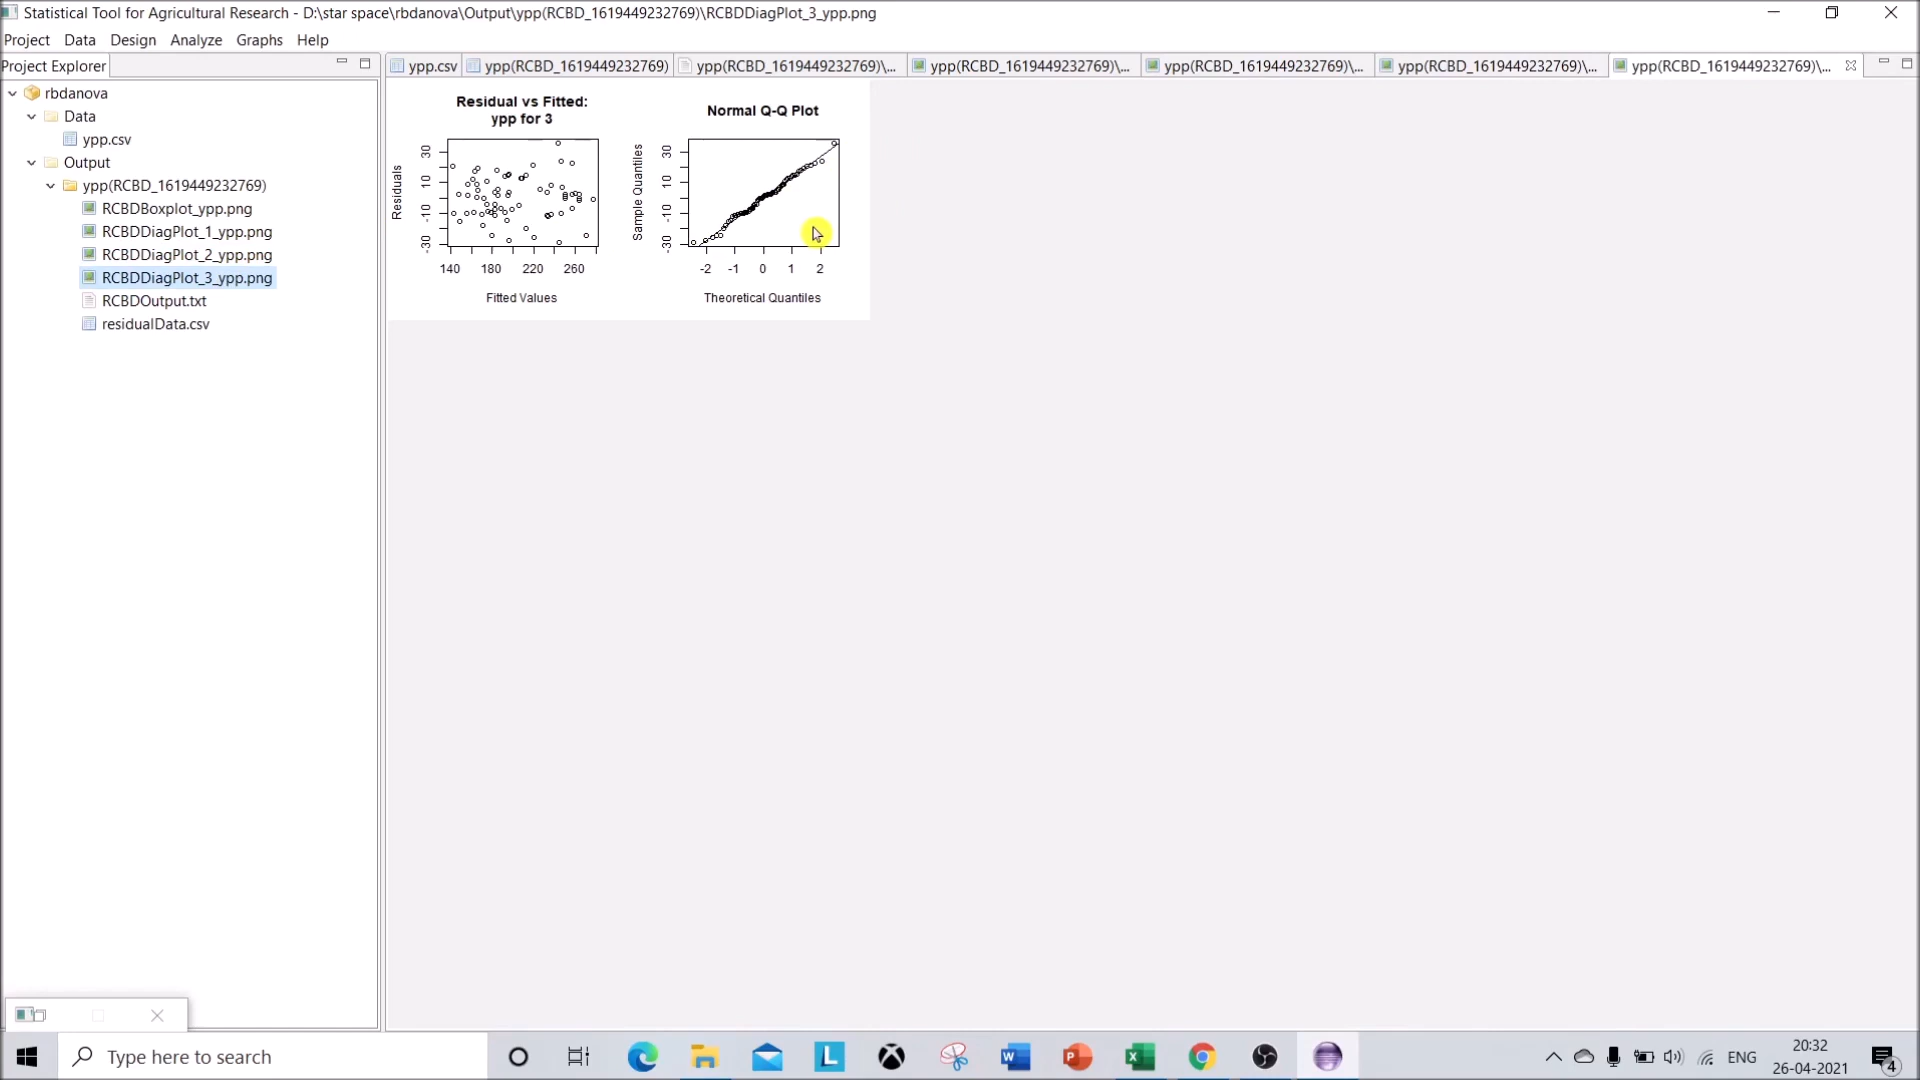 Statistical Tool for Agricultural Research - D:\star space\rbdanova\Output\ypp(RCBD_1619449232769)\RCBDDiagPlot_3_ypp.png
Project Data Design Analyze Graphs Help
Project Explorer
ypp.csv ypp(RCBD_1619449232769) ypp(RCBD_1619449232769)\... ypp(RCBD_1619449232769)\... ypp(RCBD_1619449232769)\... ypp(RCBD_1619449232769)\... ypp(RCBD_1619449232769)\...
rbdanova
Data
ypp.csv
Output
ypp(RCBD_1619449232769)
RCBDBoxplot_ypp.png
RCBDDiagPlot_1_ypp.png
RCBDDiagPlot_2_ypp.png
RCBDDiagPlot_3_ypp.png
RCBDOutput.txt
residualData.csv
Residual vs Fitted:
ypp for 3
Residuals
30
10
-10
-30
140 180 220 260
Fitted Values
Normal Q-Q Plot
Sample Quantiles
30
10
-10
-30
-2 -1 0 1 2
Theoretical Quantiles
Type here to search
L
W
P
X
ENG
20:32
26-04-2021
4